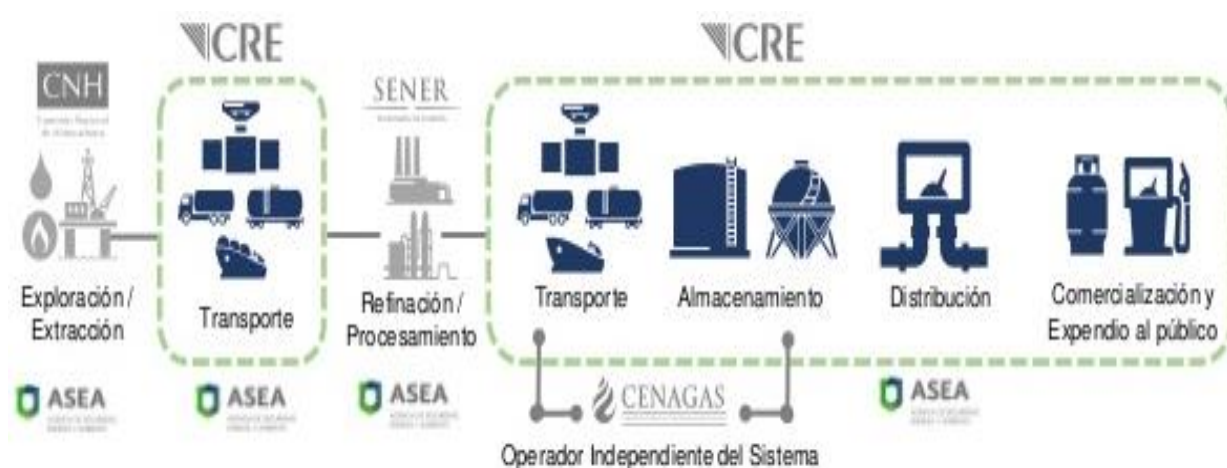 CRE
CRE
CNH
SENER
Exploración /
Extracción
Transporte
Refinación /
Procesamiento
Transporte
Almacenamiento
Distribución
Comercialización y
Expendio al público
ASEA
ASEA
ASEA
CENAGAS
ASEA
Operador Independiente del Sistema